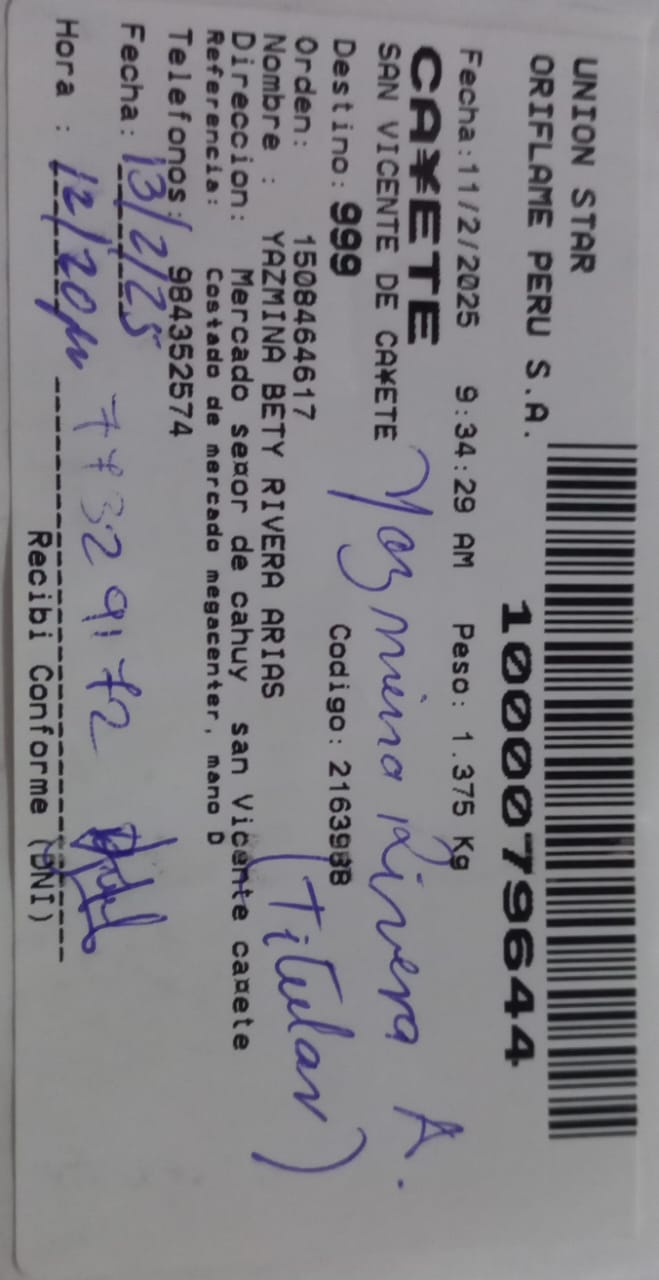 UNION STAR
ORIFLAME PERU S.A.
1000079644
Fecha:11/2/2025 9:34:29 AM Peso: 1.375 Kg
CA¥ETE
SAN VICENTE DE CA¥ETE
Yazmina Rivera A.
Destino: 999 Codigo: 216398B
(titular)
Orden: 1508464617
Nombre : YAZMINA BETY RIVERA ARIAS
Direccion: Mercado se¤or de cahuy san Vicente ca¤ete
Referencia: Costado de mercado megacenter, mano D
Telefonos: 984352574
Fecha: 13/2/25 77329172
Hora : 12/20pm
Recibi Conforme (DNI)